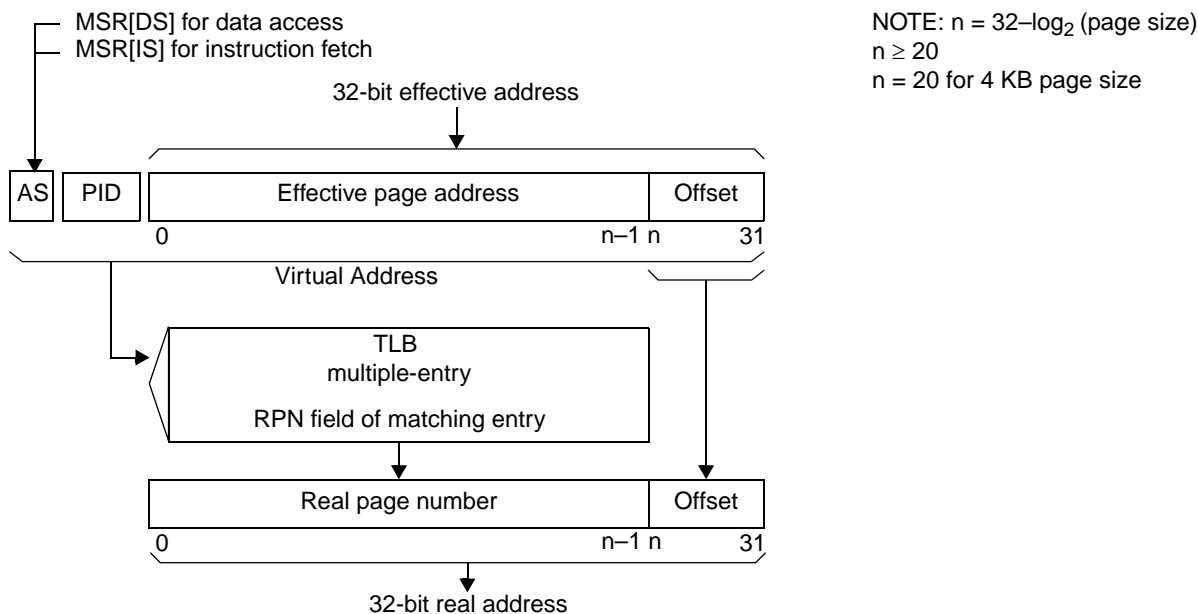 MSR[DS] for data access
MSR[IS] for instruction fetch
NOTE: n = 32–log2 (page size)
n ≥ 20
n = 20 for 4 KB page size
32-bit effective address
AS PID Effective page address Offset
0 n–1 n 31
Virtual Address
TLB
multiple-entry
RPN field of matching entry
Real page number Offset
0 n–1 n 31
32-bit real address